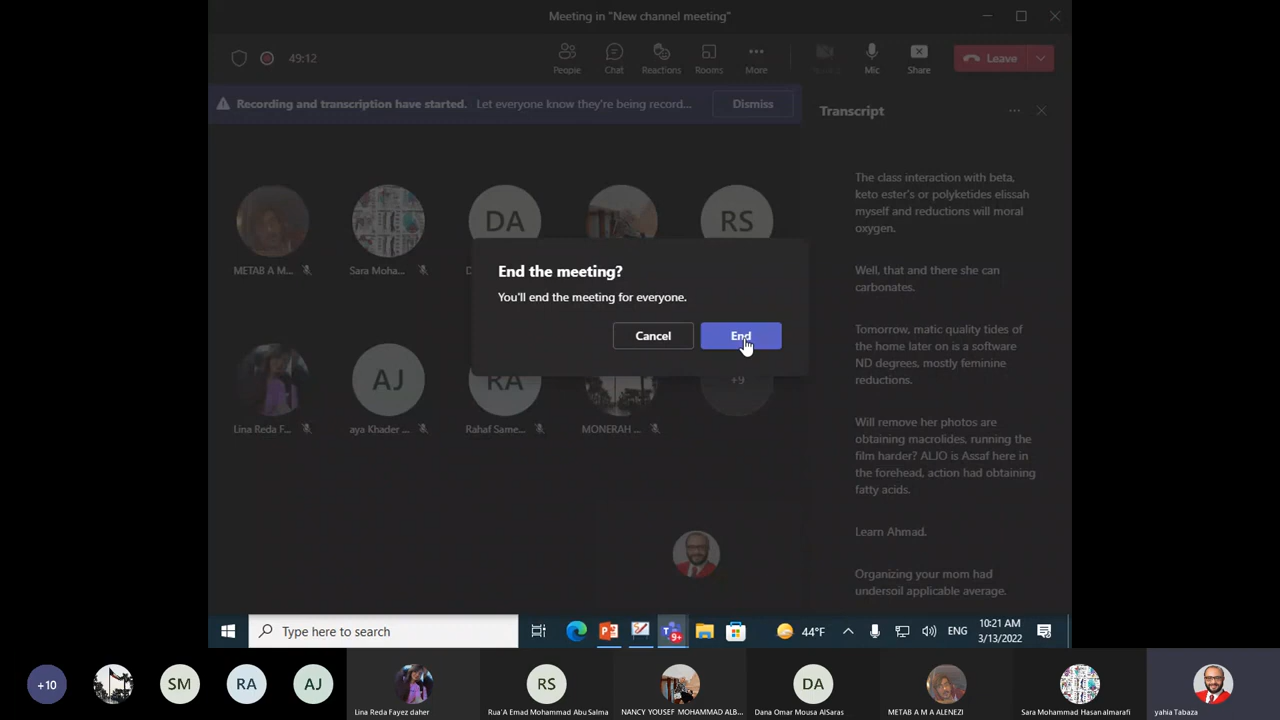 Meeting in "New channel meeting"
49:12
People
Chat
Reactions
Rooms
More
Mic
Share
Leave
Recording and transcription have started. Let everyone know they're being record...
Dismiss
Transcript
The class interaction with beta,
keto ester's or polyketides elissah
myself and reductions will moral
oxygen.
Well, that and there she can
carbonates.
Tomorrow, matic quality tides of
the home later on is a software
ND degrees, mostly feminine
reductions.
Will remove her photos are
obtaining macrolides, running the
film harder? ALJO is Assaf here in
the forehead, action had obtaining
fatty acids.
Learn Ahmad.
Organizing your mom had
undersoil applicable average.
DA
RS
METAB A M...
Sara Moha...
End the meeting?
You'll end the meeting for everyone.
Cancel
End
AJ
RA
+9
Lina Reda F...
aya Khader ...
Rahaf Same...
MONERAH ...
Type here to search
9+
44°F
ENG
10:21 AM
3/13/2022
+10
SM
RA
AJ
RS
DA
Lina Reda Fayez daher
Rua'A Emad Mohammad Abu Salma
NANCY YOUSEF MOHAMMAD ALB...
Dana Omar Mousa AlSaras
METAB A M A ALENEZI
Sara Mohammad Hasan almarafi
yahia Tabaza